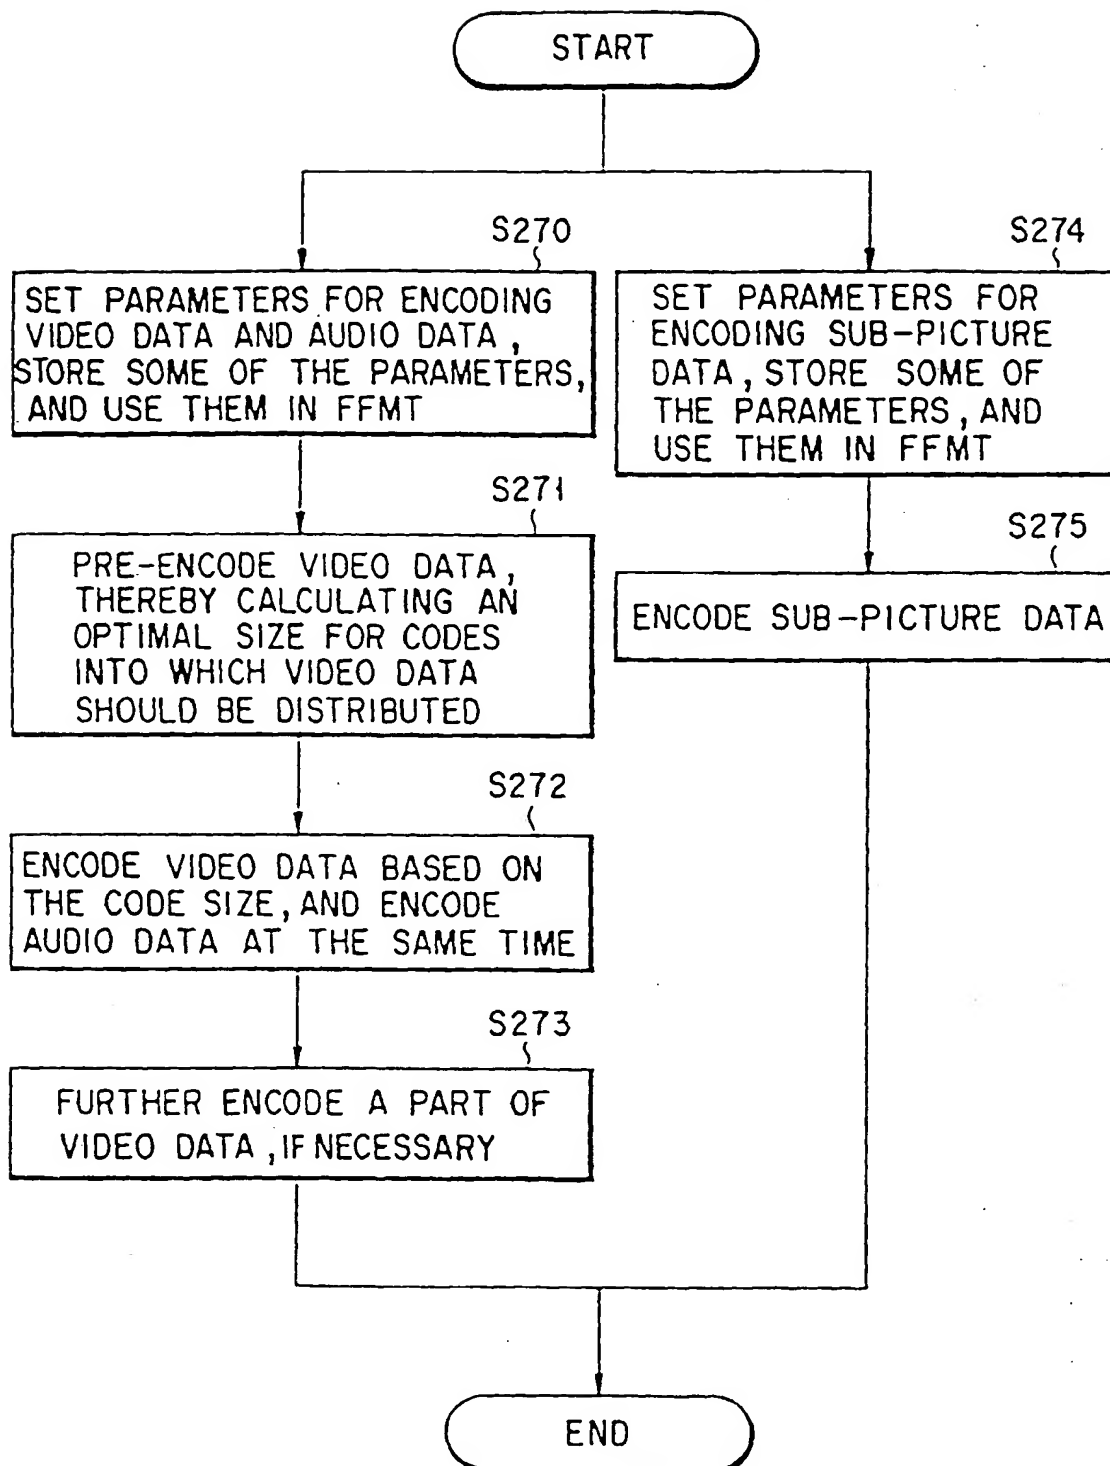 START
S270
SET PARAMETERS FOR ENCODING
VIDEO DATA AND AUDIO DATA,
STORE SOME OF THE PARAMETERS,
AND USE THEM IN FFMT
S271
PRE-ENCODE VIDEO DATA,
THEREBY CALCULATING AN
OPTIMAL SIZE FOR CODES
INTO WHICH VIDEO DATA
SHOULD BE DISTRIBUTED
S272
ENCODE VIDEO DATA BASED ON
THE CODE SIZE, AND ENCODE
AUDIO DATA AT THE SAME TIME
S273
FURTHER ENCODE A PART OF
VIDEO DATA, IF NECESSARY
S274
SET PARAMETERS FOR
ENCODING SUB-PICTURE
DATA, STORE SOME OF
THE PARAMETERS, AND
USE THEM IN FFMT
S275
ENCODE SUB-PICTURE DATA
END